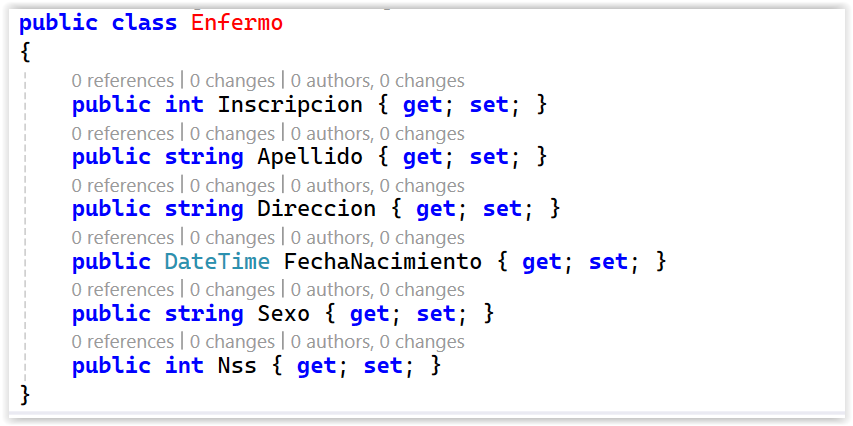 public class Enfermo
{
0 references | 0 changes | 0 authors, 0 changes
public int Inscripcion { get; set; }
0 references | 0 changes | 0 authors, 0 changes
public string Apellido { get; set; }
0 references | 0 changes | 0 authors, 0 changes
public string Direccion { get; set; }
0 references | 0 changes | 0 authors, 0 changes
public DateTime FechaNacimiento { get; set; }
0 references | 0 changes | 0 authors, 0 changes
public string Sexo { get; set; }
0 references | 0 changes | 0 authors, 0 changes
public int Nss { get; set; }
}